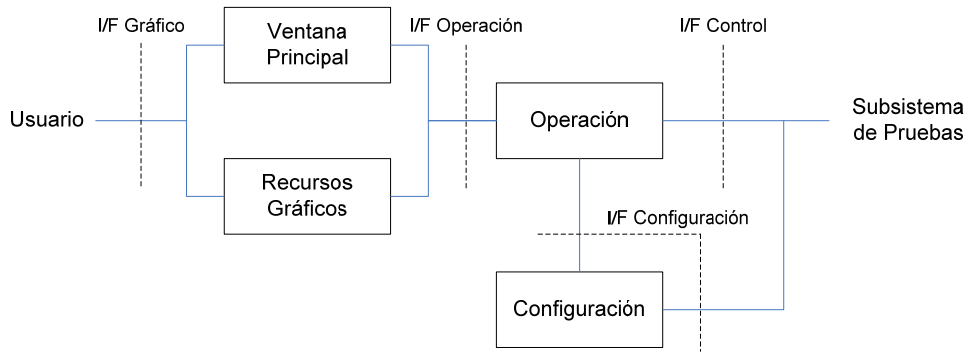 I/F Gráfico
Ventana
Principal
I/F Operación
I/F Control
Usuario
Operación
Subsistema
de Pruebas
Recursos
Gráficos
I/F Configuración
Configuración